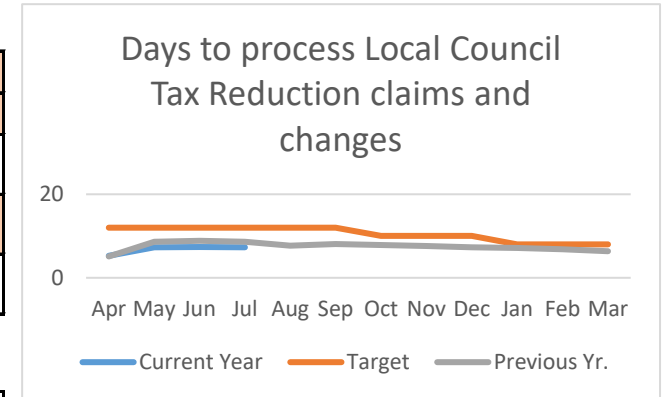 Days to process Local Council
Tax Reduction claims and
changes
20
0
Apr May Jun Jul Aug Sep Oct Nov Dec Jan Feb Mar
Current Year Target Previous Yr.